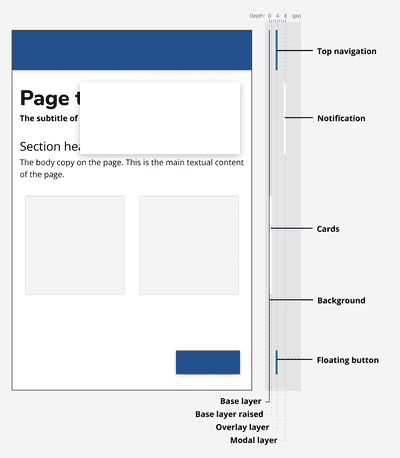 Depth: 0 4 8 (px)
Top navigation
Page t
The subtitle of
Notification
Section hea
The body copy on the page. This is the main textual content
of the page.
Cards
Background
Floating button
Base layer
Base layer raised
Overlay layer
Modal layer